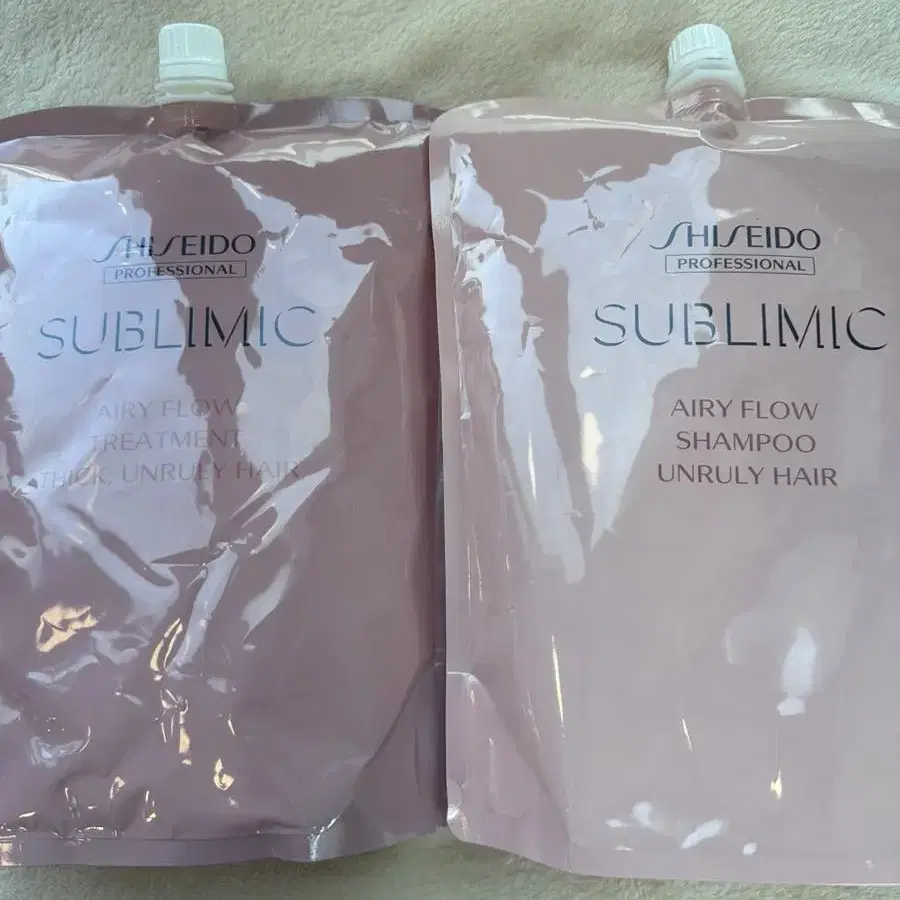 SHISEIDO
PROFESSIONAL
SUBLIMIC
AIRY FLOW
TREATMENT
THICK, UNRULY HAIR
SHISEIDO
PROFESSIONAL
SUBLIMIC
AIRY FLOW
SHAMPOO
UNRULY HAIR